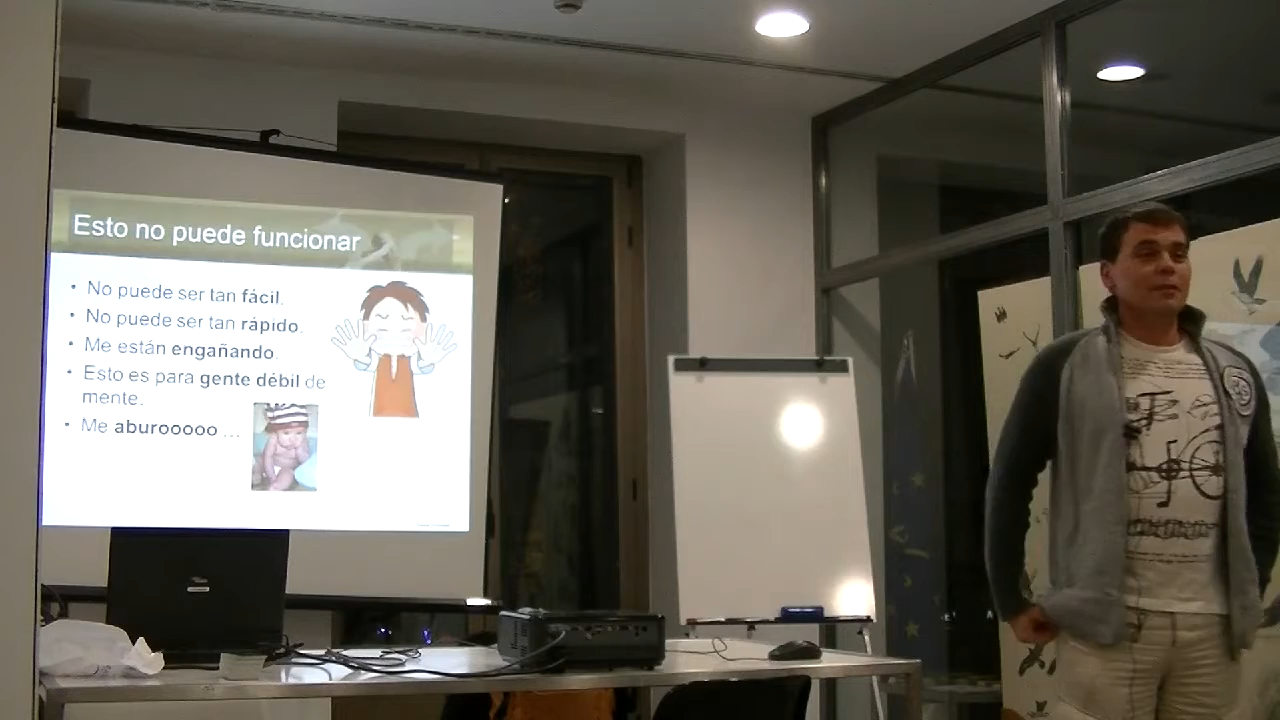 Esto no puede funcionar
• No puede ser tan fácil.
• No puede ser tan rápido.
• Me están engañando.
• Esto es para gente débil de
mente.
• Me aburooooo ...